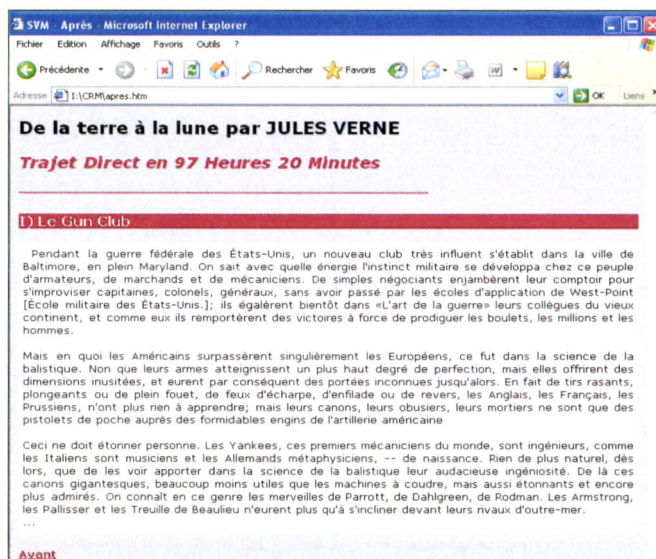 SVM - Après - Microsoft Internet Explorer
Fichier Edition Affichage Favoris Outils ?
Précédente Rechercher Favoris
Adresse I:\CRM\apres.htm OK Liens »
De la terre à la lune par JULES VERNE
Trajet Direct en 97 Heures 20 Minutes
I) Le Gun Club
Pendant la guerre fédérale des États-Unis, un nouveau club très influent s'établit dans la ville de
Baltimore, en plein Maryland. On sait avec quelle énergie l'instinct militaire se développa chez ce peuple
d'armateurs, de marchands et de mécaniciens. De simples négociants enjambèrent leur comptoir pour
s'improviser capitaines, colonels, généraux, sans avoir passé par les écoles d'application de West-Point
[École militaire des États-Unis.]; ils égalèrent bientôt dans «L'art de la guerre» leurs collègues du vieux
continent, et comme eux ils remportèrent des victoires à force de prodiguer les boulets, les millions et les
hommes.
Mais en quoi les Américains surpassèrent singulièrement les Européens, ce fut dans la science de la
balistique. Non que leurs armes atteignissent un plus haut degré de perfection, mais elles offrirent des
dimensions inusitées, et eurent par conséquent des portées inconnues jusqu'alors. En fait de tirs rasants,
plongeants ou de plein fouet, de feux d'écharpe, d'enfilade ou de revers, les Anglais, les Français, les
Prussiens, n'ont plus rien à apprendre; mais leurs canons, leurs obusiers, leurs mortiers ne sont que des
pistolets de poche auprès des formidables engins de l'artillerie américaine
Ceci ne doit étonner personne. Les Yankees, ces premiers mécaniciens du monde, sont ingénieurs, comme
les Italiens sont musiciens et les Allemands métaphysiciens, -- de naissance. Rien de plus naturel, dès
lors, que de les voir apporter dans la science de la balistique leur audacieuse ingéniosité. De là ces
canons gigantesques, beaucoup moins utiles que les machines à coudre, mais aussi étonnants et encore
plus admirés. On connaît en ce genre les merveilles de Parrott, de Dahlgreen, de Rodman. Les Armstrong,
les Pallisser et les Treuille de Beaulieu n'eurent plus qu'à s'incliner devant leurs rivaux d'outre-mer.
...
Avant